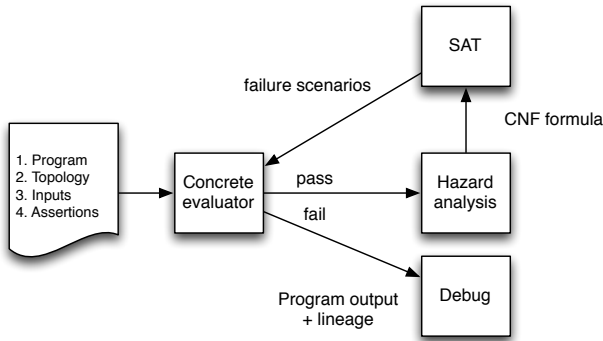 SAT
failure scenarios
CNF formula
1. Program
2. Topology
3. Inputs
4. Assertions
Concrete
evaluator
pass
fail
Hazard
analysis
Program output
+ lineage
Debug